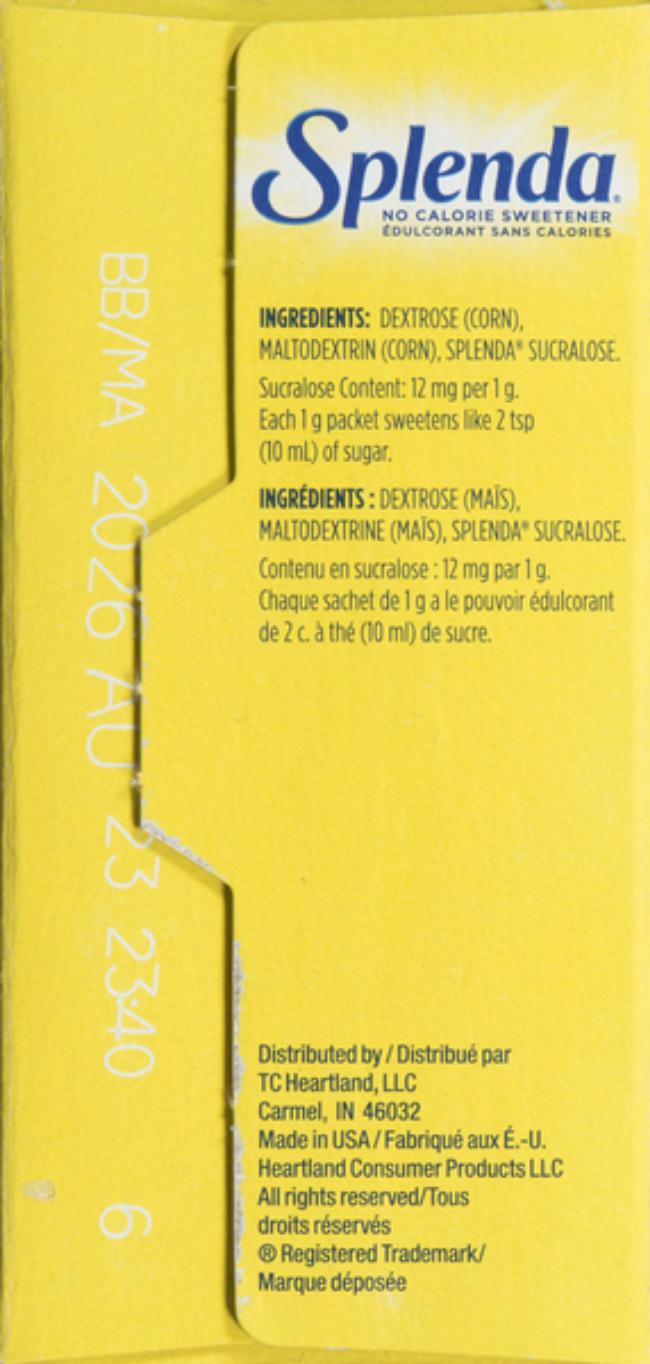 Splenda®
NO CALORIE SWEETENER
ÉDULCORANT SANS CALORIES
INGREDIENTS: DEXTROSE (CORN),
MALTODEXTRIN (CORN), SPLENDA® SUCRALOSE.
Sucralose Content: 12 mg per 1 g.
Each 1 g packet sweetens like 2 tsp
(10 mL) of sugar.
INGRÉDIENTS : DEXTROSE (MAÏS),
MALTODEXTRINE (MAÏS), SPLENDA® SUCRALOSE.
Contenu en sucralose : 12 mg par 1 g.
Chaque sachet de 1 g a le pouvoir édulcorant
de 2 c. à thé (10 ml) de sucre.
Distributed by / Distribué par
TC Heartland, LLC
Carmel, IN 46032
Made in USA / Fabriqué aux É.-U.
Heartland Consumer Products LLC
All rights reserved/Tous
droits réservés
® Registered Trademark/
Marque déposée
BB/MA 2026 AU 23 23:40 6